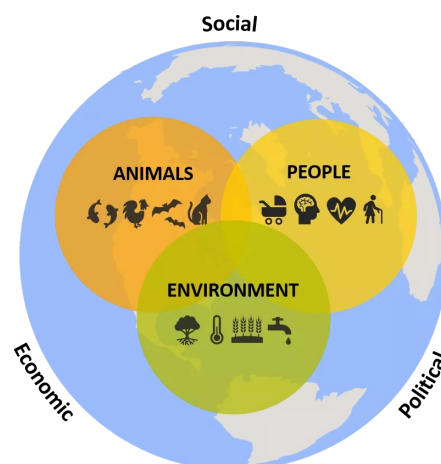 Social
ANIMALS
PEOPLE
ENVIRONMENT
Economic
Political